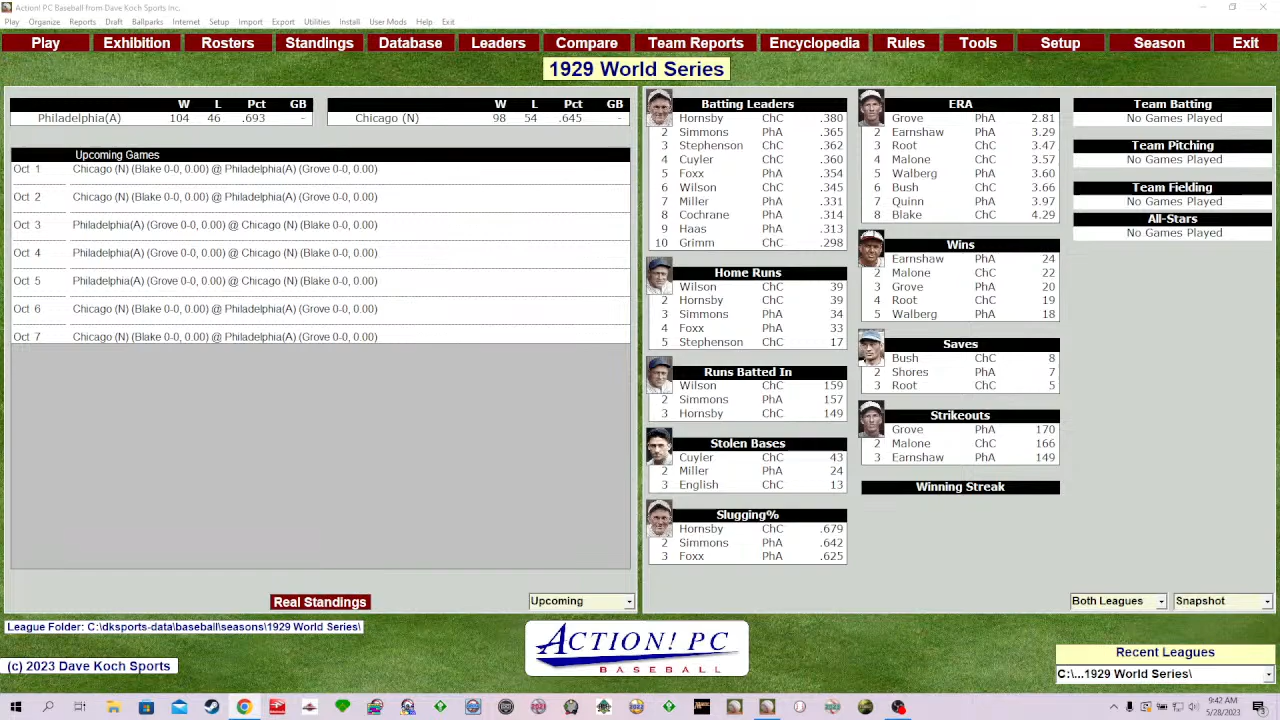 Action! PC Baseball from Dave Koch Sports Inc.
Play Organize Reports Draft Ballparks Internet Setup Import Export Utilities Install User Mods Help Exit
Play Exhibition Rosters Standings Database Leaders Compare Team Reports Encyclopedia Rules Tools Setup Season Exit
1929 World Series
W L Pct GB
Philadelphia(A) 104 46 .693 -
W L Pct GB
Chicago (N) 98 54 .645 -
Upcoming Games
Oct 1 Chicago (N) (Blake 0-0, 0.00) @ Philadelphia(A) (Grove 0-0, 0.00)
Oct 2 Chicago (N) (Blake 0-0, 0.00) @ Philadelphia(A) (Grove 0-0, 0.00)
Oct 3 Philadelphia(A) (Grove 0-0, 0.00) @ Chicago (N) (Blake 0-0, 0.00)
Oct 4 Philadelphia(A) (Grove 0-0, 0.00) @ Chicago (N) (Blake 0-0, 0.00)
Oct 5 Philadelphia(A) (Grove 0-0, 0.00) @ Chicago (N) (Blake 0-0, 0.00)
Oct 6 Chicago (N) (Blake 0-0, 0.00) @ Philadelphia(A) (Grove 0-0, 0.00)
Oct 7 Chicago (N) (Blake 0-0, 0.00) @ Philadelphia(A) (Grove 0-0, 0.00)
Real Standings
Upcoming
Batting Leaders
Hornsby ChC .380
2 Simmons PhA .365
3 Stephenson ChC .362
4 Cuyler ChC .360
5 Foxx PhA .354
6 Wilson ChC .345
7 Miller PhA .331
8 Cochrane PhA .314
9 Haas PhA .313
10 Grimm ChC .298
Home Runs
Wilson ChC 39
2 Hornsby ChC 39
3 Simmons PhA 34
4 Foxx PhA 33
5 Stephenson ChC 17
Runs Batted In
Wilson ChC 159
2 Simmons PhA 157
3 Hornsby ChC 149
Stolen Bases
Cuyler ChC 43
2 Miller PhA 24
3 English ChC 13
Slugging%
Hornsby ChC .679
2 Simmons PhA .642
3 Foxx PhA .625
ERA
Grove PhA 2.81
2 Earnshaw PhA 3.29
3 Root ChC 3.47
4 Malone ChC 3.57
5 Walberg PhA 3.60
6 Bush ChC 3.66
7 Quinn PhA 3.97
8 Blake ChC 4.29
Wins
Earnshaw PhA 24
2 Malone ChC 22
3 Grove PhA 20
4 Root ChC 19
5 Walberg PhA 18
Saves
Bush ChC 8
2 Shores PhA 7
3 Root ChC 5
Strikeouts
Grove PhA 170
2 Malone ChC 166
3 Earnshaw PhA 149
Winning Streak
Team Batting
No Games Played
Team Pitching
No Games Played
Team Fielding
No Games Played
All-Stars
No Games Played
Both Leagues
Snapshot
League Folder: C:\dksports-data\baseball\seasons\1929 World Series\
(c) 2023 Dave Koch Sports
ACTION! PC
BASEBALL
Recent Leagues
C:\...1929 World Series\
9:42 AM
5/28/2023